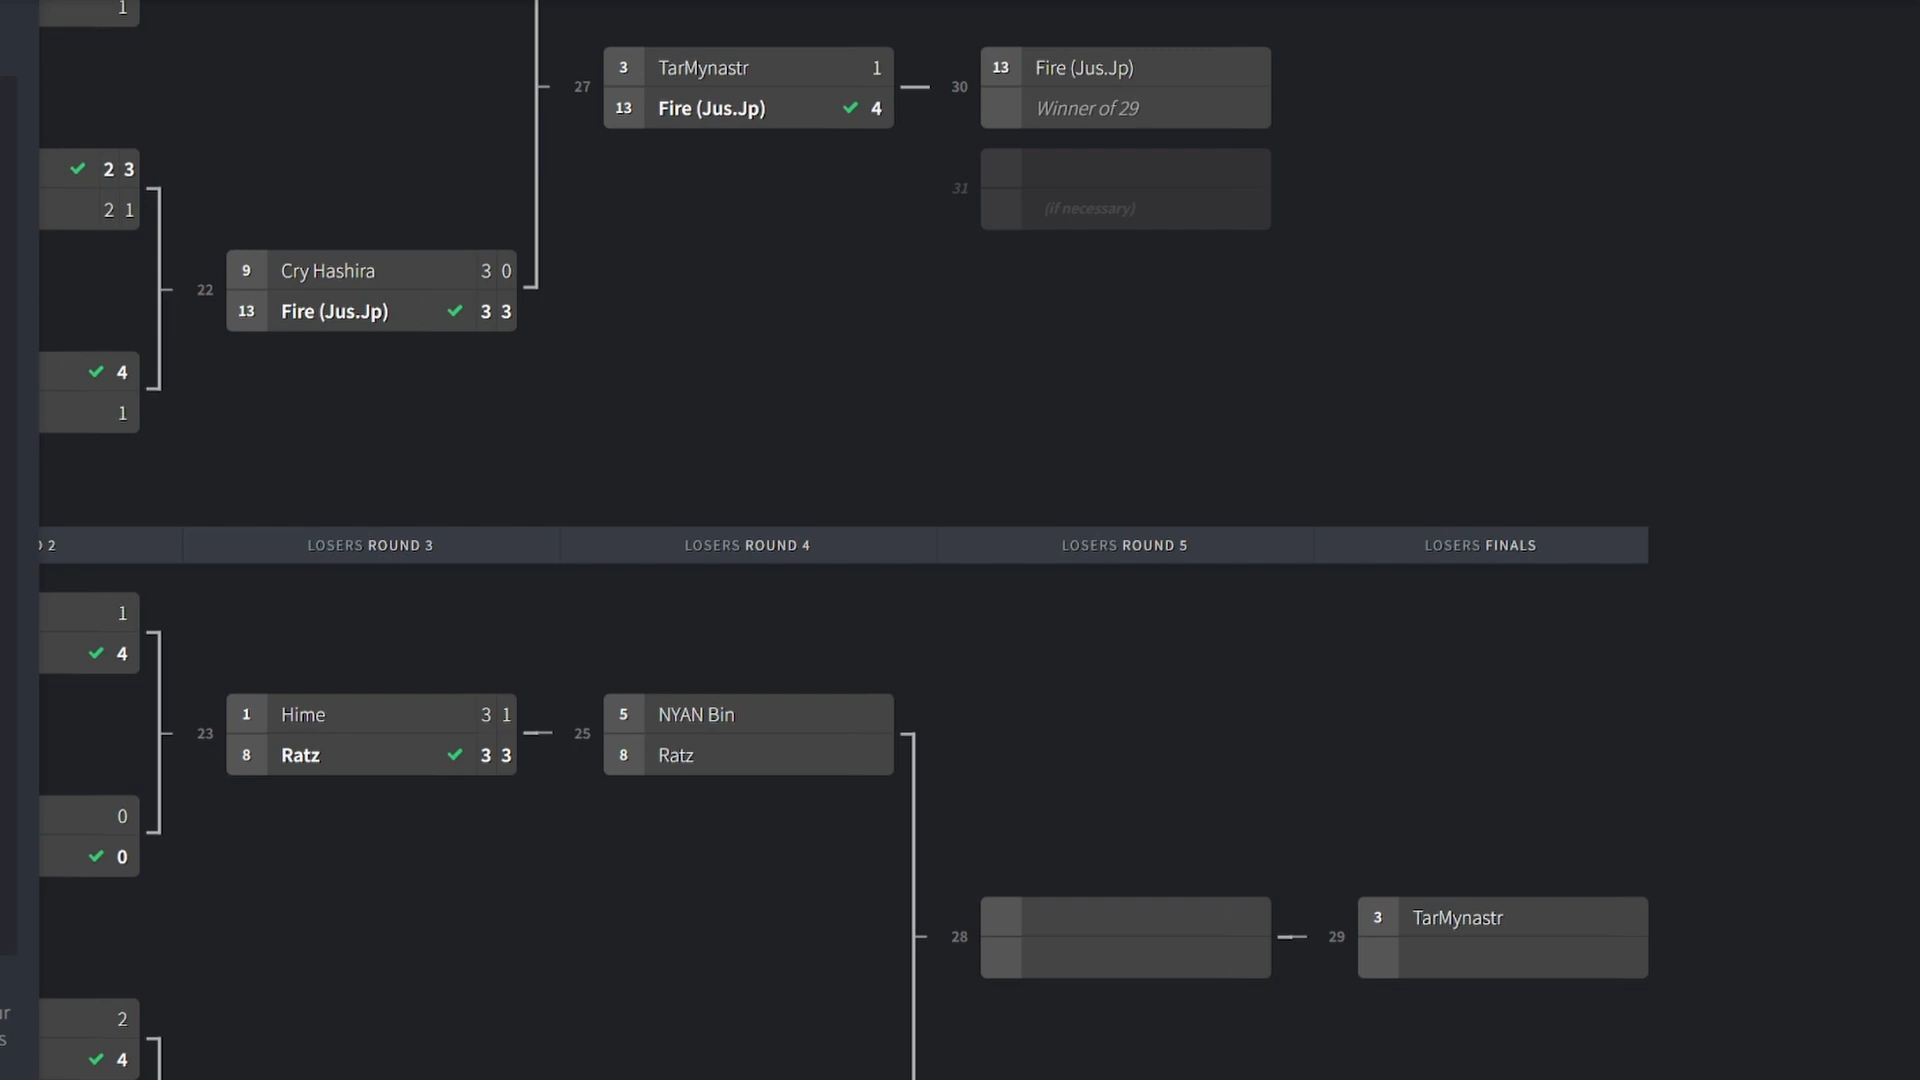 1
3 TarMynastr 1
27
13 Fire (Jus.Jp) 4
13 Fire (Jus.Jp)
30
Winner of 29
31
(if necessary)
2 3
2 1
9 Cry Hashira 3 0
22
13 Fire (Jus.Jp) 3 3
4
1
2
LOSERS ROUND 3
LOSERS ROUND 4
LOSERS ROUND 5
LOSERS FINALS
1
4
1 Hime 3 1
23
8 Ratz 3 3
5 NYAN Bin
25
8 Ratz
0
0
28
3 TarMynastr
29
2
4